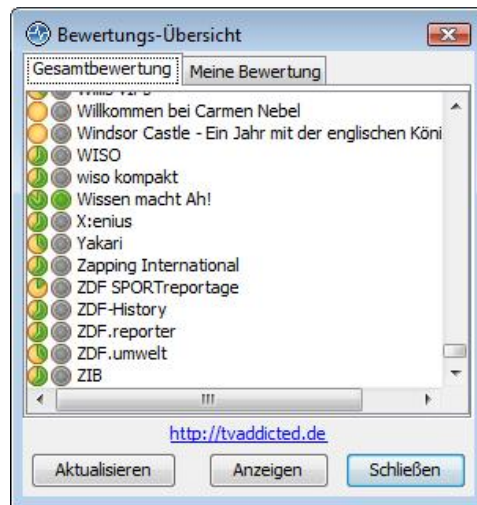 Bewertungs-Übersicht
Gesamtbewertung Meine Bewertung
Willis VIPs
Willkommen bei Carmen Nebel
Windsor Castle - Ein Jahr mit der englischen Köni
WISO
wiso kompakt
Wissen macht Ah!
X:enius
Yakari
Zapping International
ZDF SPORTreportage
ZDF-History
ZDF.reporter
ZDF.umwelt
ZIB
http://tvaddicted.de
Aktualisieren Anzeigen Schließen